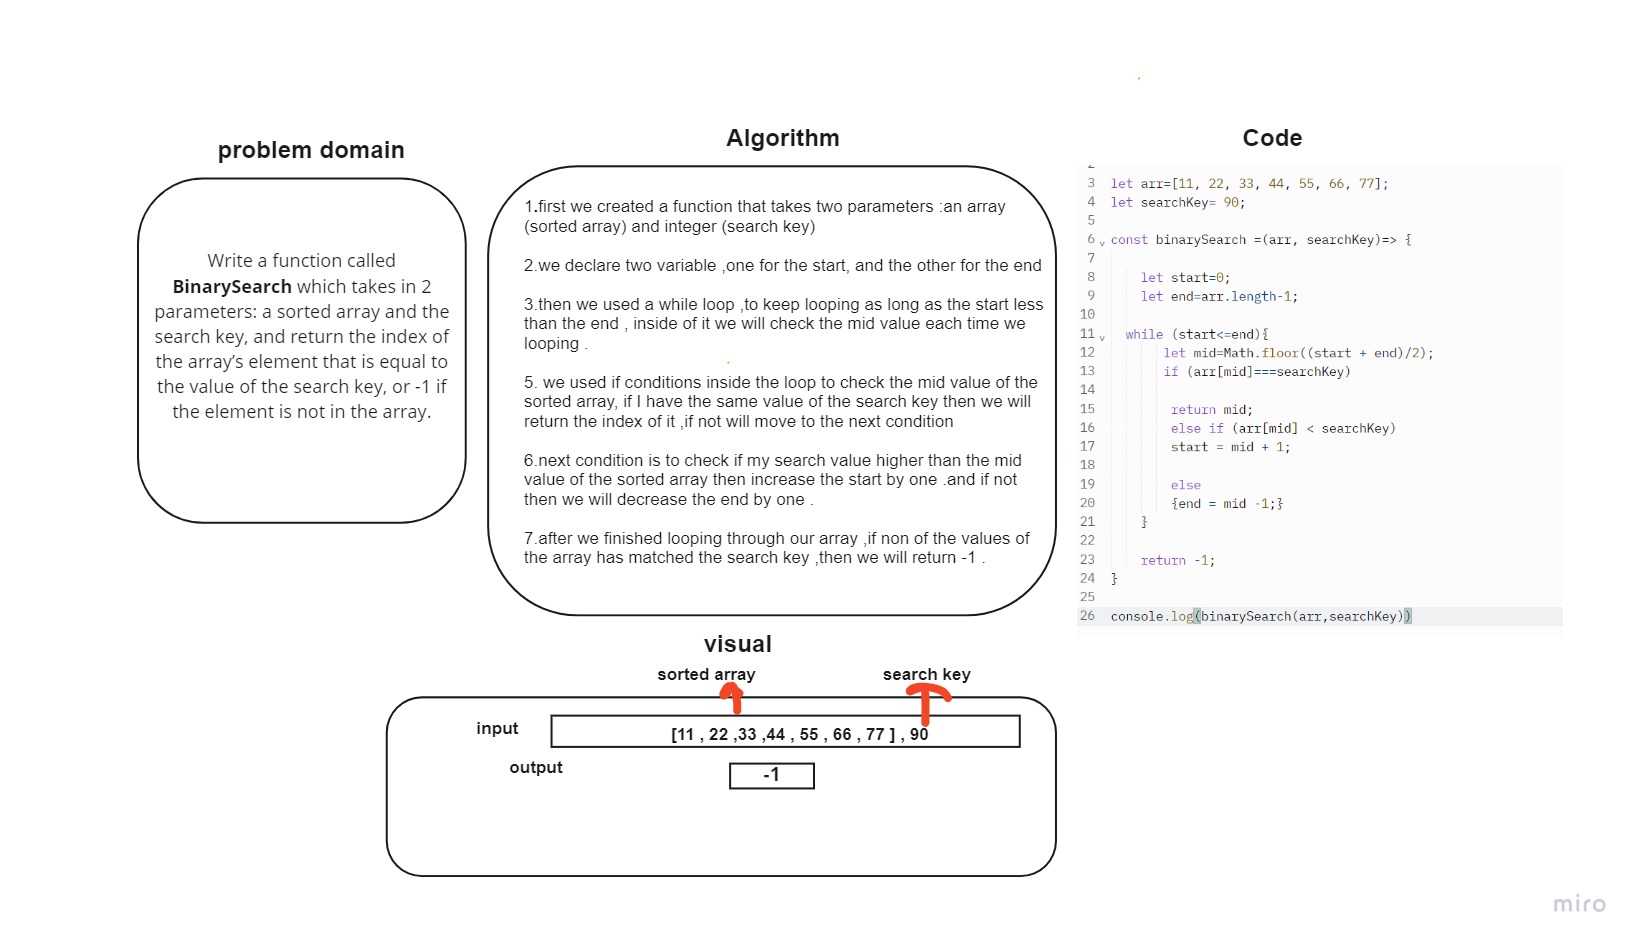 problem domain
Write a function called
BinarySearch which takes in 2
parameters: a sorted array and the
search key, and return the index of
the array’s element that is equal to
the value of the search key, or -1 if
the element is not in the array.
Algorithm
1.first we created a function that takes two parameters :an array
(sorted array) and integer (search key)
2.we declare two variable ,one for the start, and the other for the end
3.then we used a while loop ,to keep looping as long as the start less
than the end , inside of it we will check the mid value each time we
looping .
5. we used if conditions inside the loop to check the mid value of the
sorted array, if I have the same value of the search key then we will
return the index of it ,if not will move to the next condition
6.next condition is to check if my search value higher than the mid
value of the sorted array then increase the start by one .and if not
then we will decrease the end by one .
7.after we finished looping through our array ,if non of the values of
the array has matched the search key ,then we will return -1 .
Code
3 let arr=[11, 22, 33, 44, 55, 66, 77];
4 let searchKey= 90;
5
6 const binarySearch =(arr, searchKey)=> {
7
8 let start=0;
9 let end=arr.length-1;
10
11 while (start<=end){
12 let mid=Math.floor((start + end)/2);
13 if (arr[mid]===searchKey)
14
15 return mid;
16 else if (arr[mid] < searchKey)
17 start = mid + 1;
18
19 else
20 {end = mid -1;}
21 }
22
23 return -1;
24 }
25
26 console.log(binarySearch(arr,searchKey))
visual
sorted array search key
input [11 , 22 ,33 ,44 , 55 , 66 , 77 ] , 90
output -1
miro